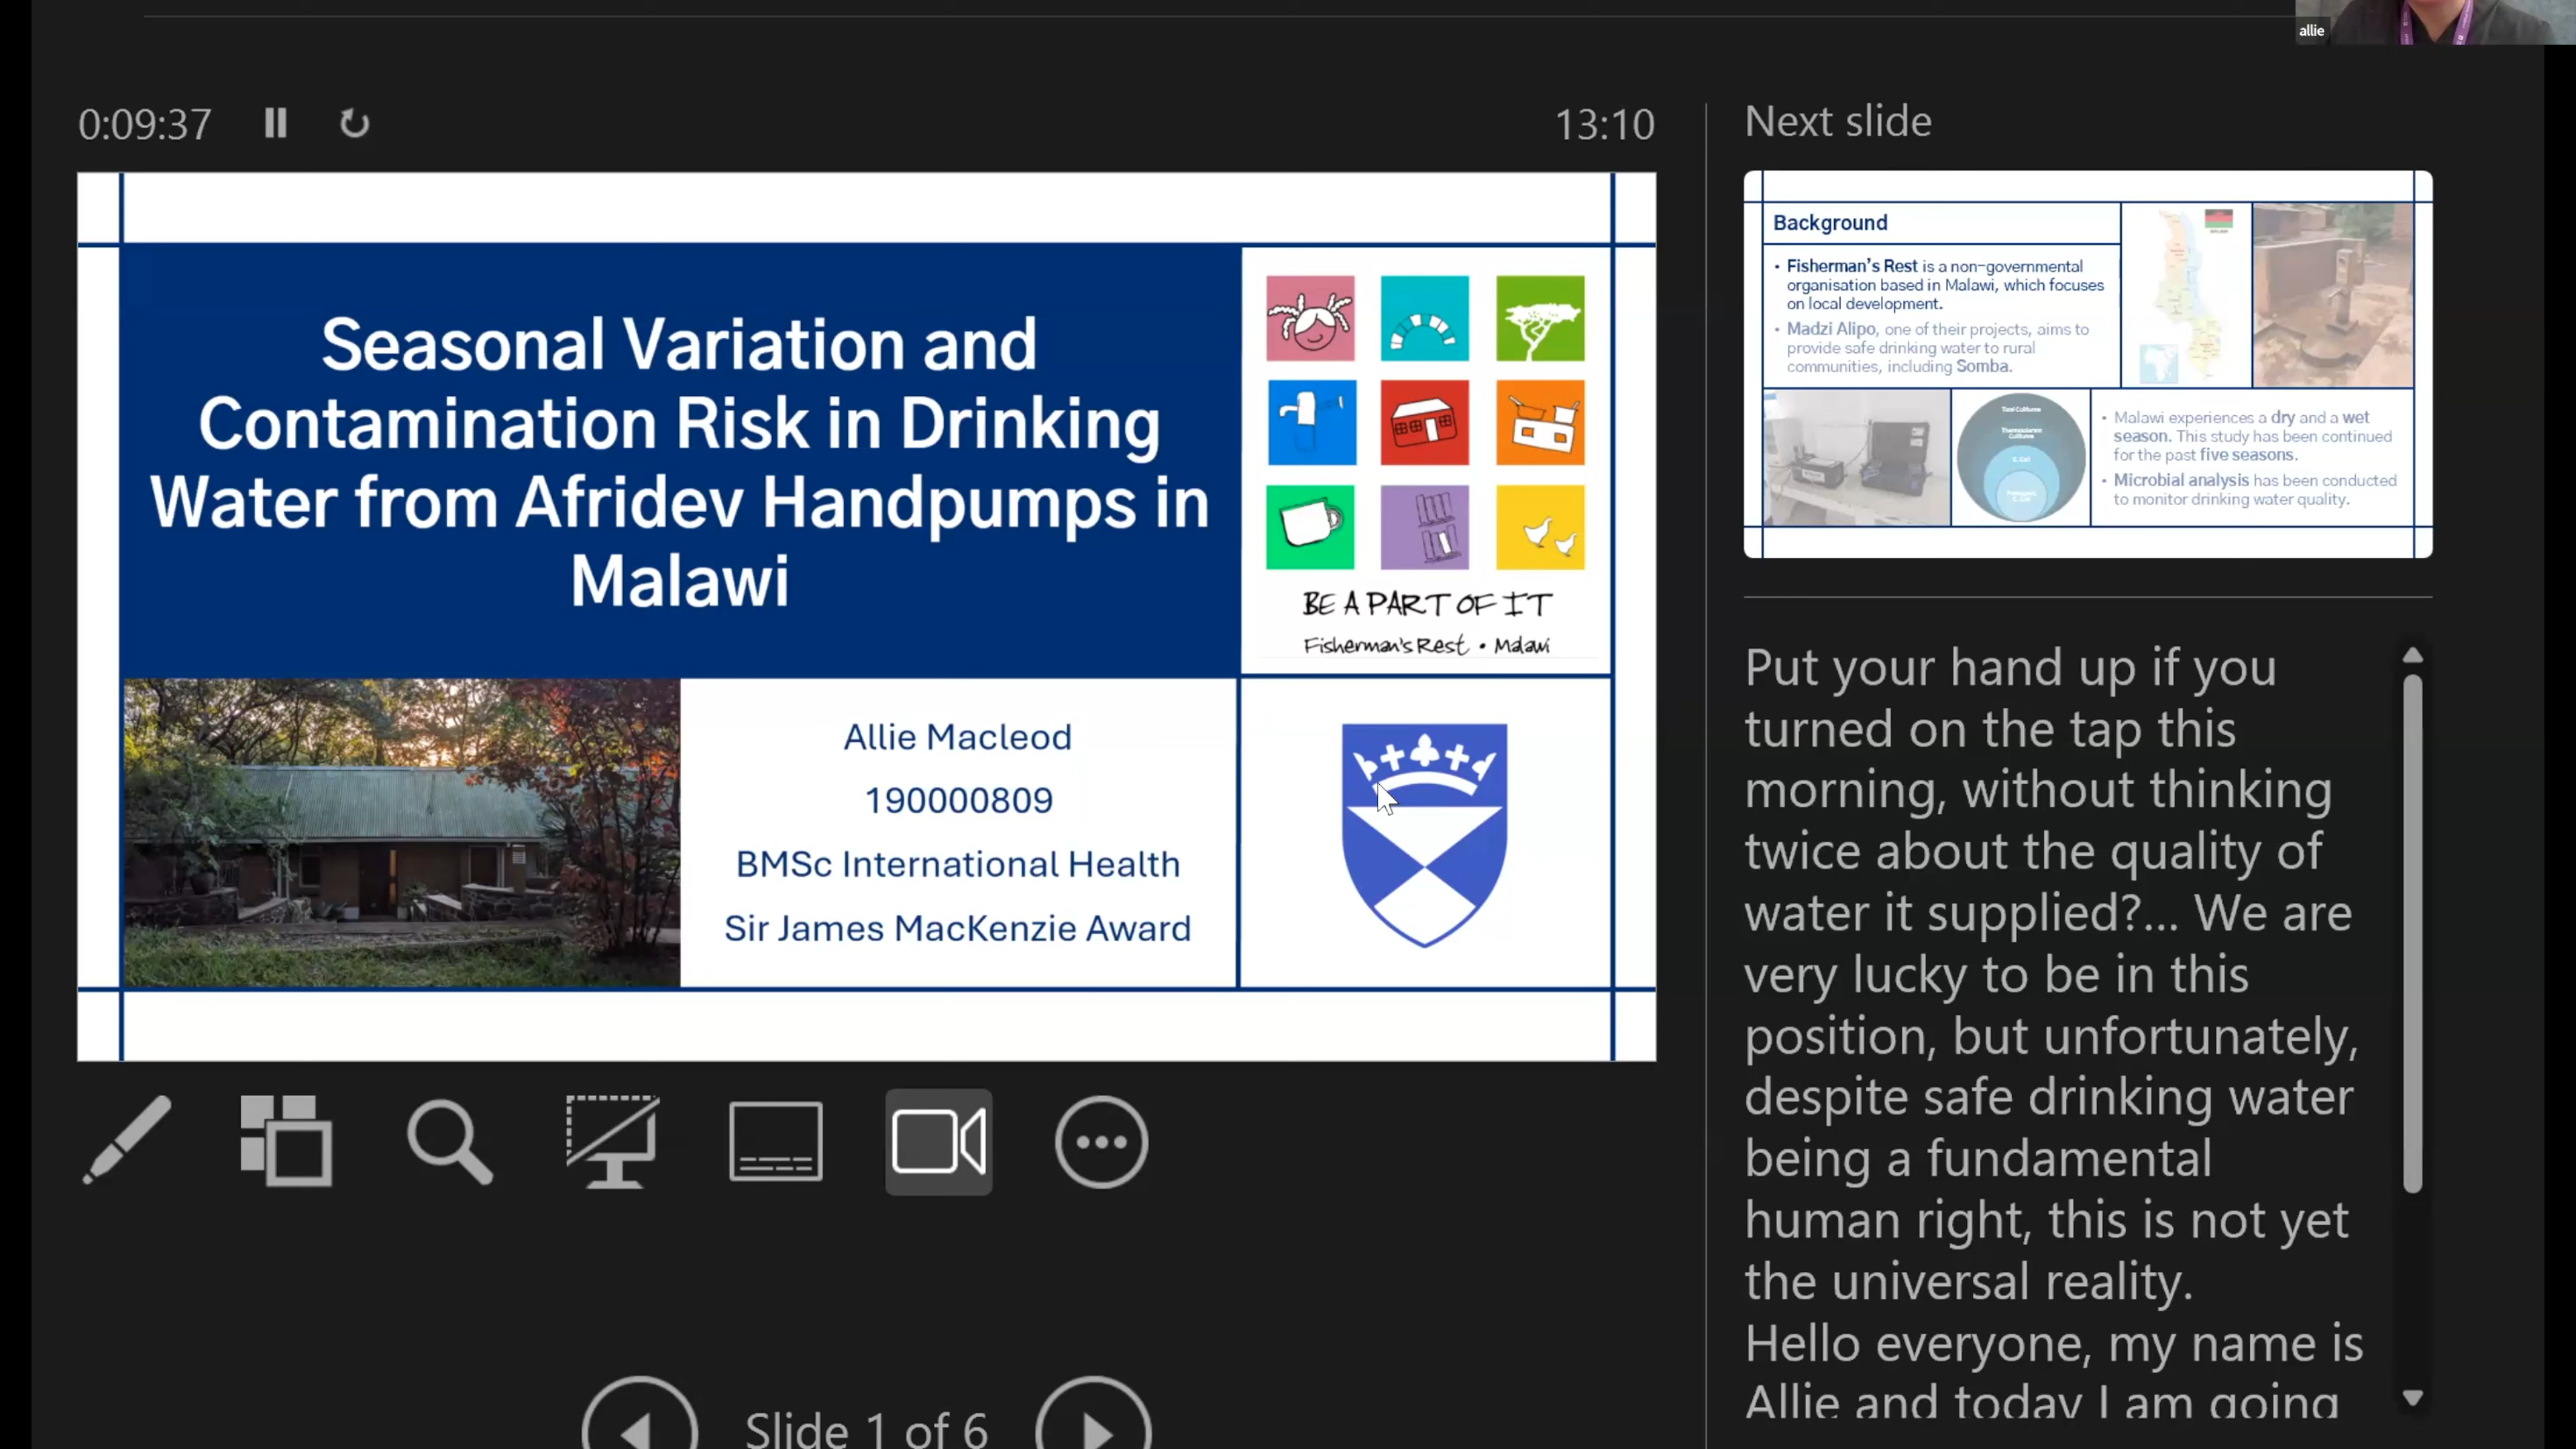 allie
0:09:37
13:10
Seasonal Variation and
Contamination Risk in Drinking
Water from Afridev Handpumps in
Malawi
BE A PART OF IT
Fisherman's Rest • Malawi
Allie Macleod
190000809
BMSc International Health
Sir James MacKenzie Award
Slide 1 of 6
Next slide
Background
• Fisherman's Rest is a non-governmental
organisation based in Malawi, which focuses
on local development.
• Madzi Alipo, one of their projects, aims to
provide safe drinking water to rural
communities, including Somba.
Total Coliforms
Thermotolerant
Coliforms
E. Coli
Pathogenic
E. Coli
• Malawi experiences a dry and a wet
season. This study has been continued
for the past five seasons.
• Microbial analysis has been conducted
to monitor drinking water quality.
Put your hand up if you
turned on the tap this
morning, without thinking
twice about the quality of
water it supplied?... We are
very lucky to be in this
position, but unfortunately,
despite safe drinking water
being a fundamental
human right, this is not yet
the universal reality.
Hello everyone, my name is
Allie and today I am going